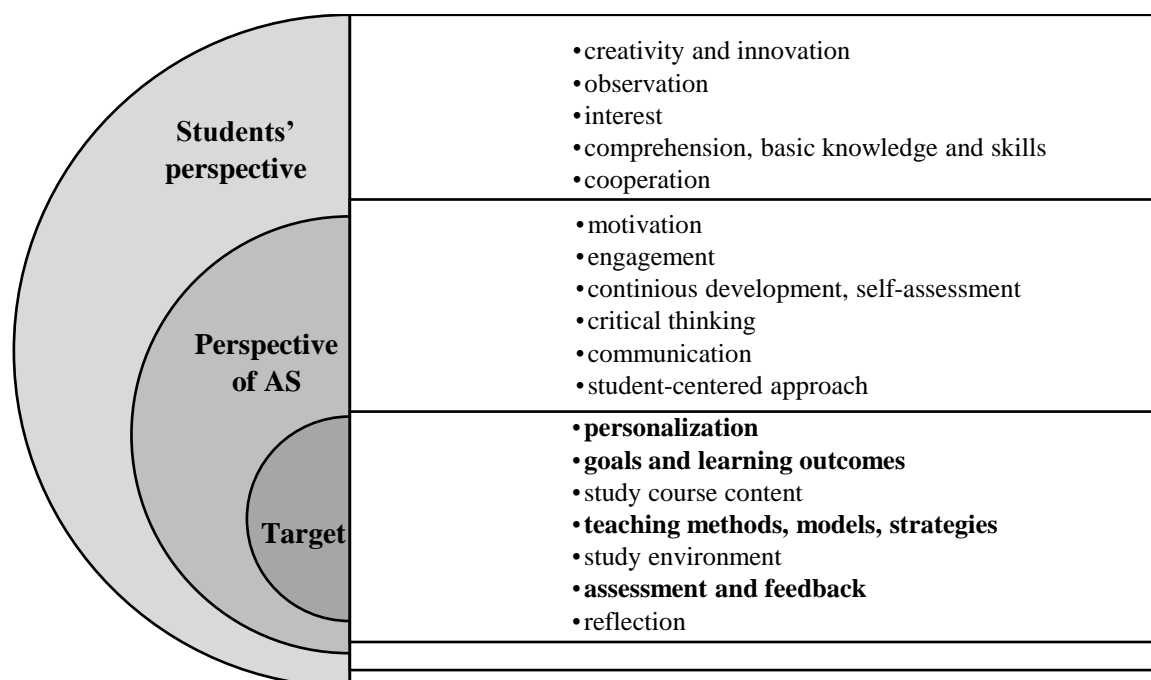 Students’
perspective
• creativity and innovation
• observation
• interest
• comprehension, basic knowledge and skills
• cooperation
Perspective
of AS
• motivation
• engagement
• continious development, self-assessment
• critical thinking
• communication
• student-centered approach
Target
• personalization
• goals and learning outcomes
• study course content
• teaching methods, models, strategies
• study environment
• assessment and feedback
• reflection